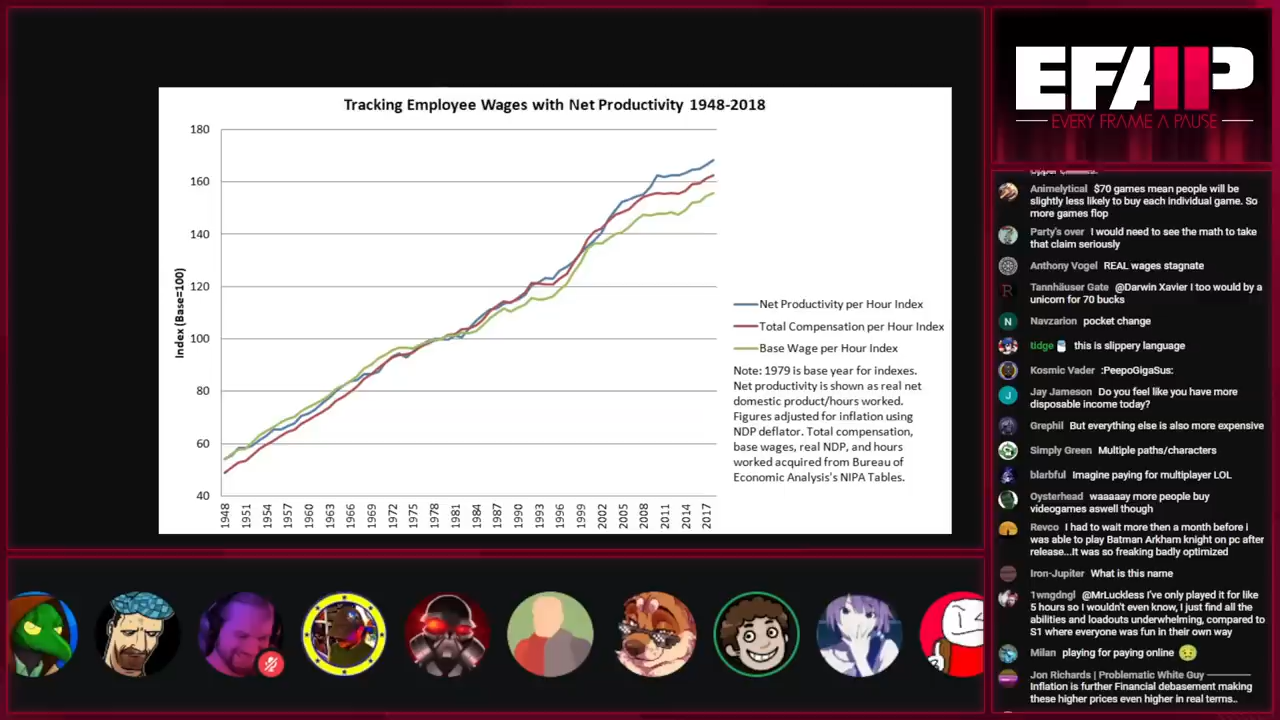 Tracking Employee Wages with Net Productivity 1948-2018
180
160
140
120
100
80
60
40
Index (Base=100)
1948
1951
1954
1957
1960
1963
1966
1969
1972
1975
1978
1981
1984
1987
1990
1993
1996
1999
2002
2005
2008
2011
2014
2017
Net Productivity per Hour Index
Total Compensation per Hour Index
Base Wage per Hour Index
Note: 1979 is base year for indexes.
Net productivity is shown as real net
domestic product/hours worked.
Figures adjusted for inflation using
NDP deflator. Total compensation,
base wages, real NDP, and hours
worked acquired from Bureau of
Economic Analysis's NIPA Tables.
EFAP
EVERY FRAME A PAUSE
Animelytical $70 games mean people will
be slightly less likely to buy each individual game. So
more games flop
Party's over I would need to see the math to take
that claim seriously
Anthony Vogel REAL wages stagnate
R
Tannhäuser Gate @Darwin Xavier I too would by a
unicorn for 70 bucks
N
Navzarion pocket change
tidge this is slippery language
Kosmic Vader :PeepoGigaSus:
J
Jay Jameson Do you feel like you have more
disposable income today?
Grephil But everything else is also more expensive
Simply Green Multiple paths/characters
blarbful Imagine paying for multiplayer LOL
Oysterhead waaaaay more people buy
videogames aswell though
Revco I had to wait more then a month before i
was able to play Batman Arkham knight on pc after
release...It was so freaking badly optimized
Iron-Jupiter What is this name
1wngdngl @MrLuckless I've only played it for like
5 hours so I wouldn't even know, I just find all the
abilities and loadouts underwhelming, compared to
S1 where everyone was fun in their own way
Milan playing for paying online
Jon Richards | Problematic White Guy
Inflation is further Financial debasement making
these higher prices even higher in real terms..